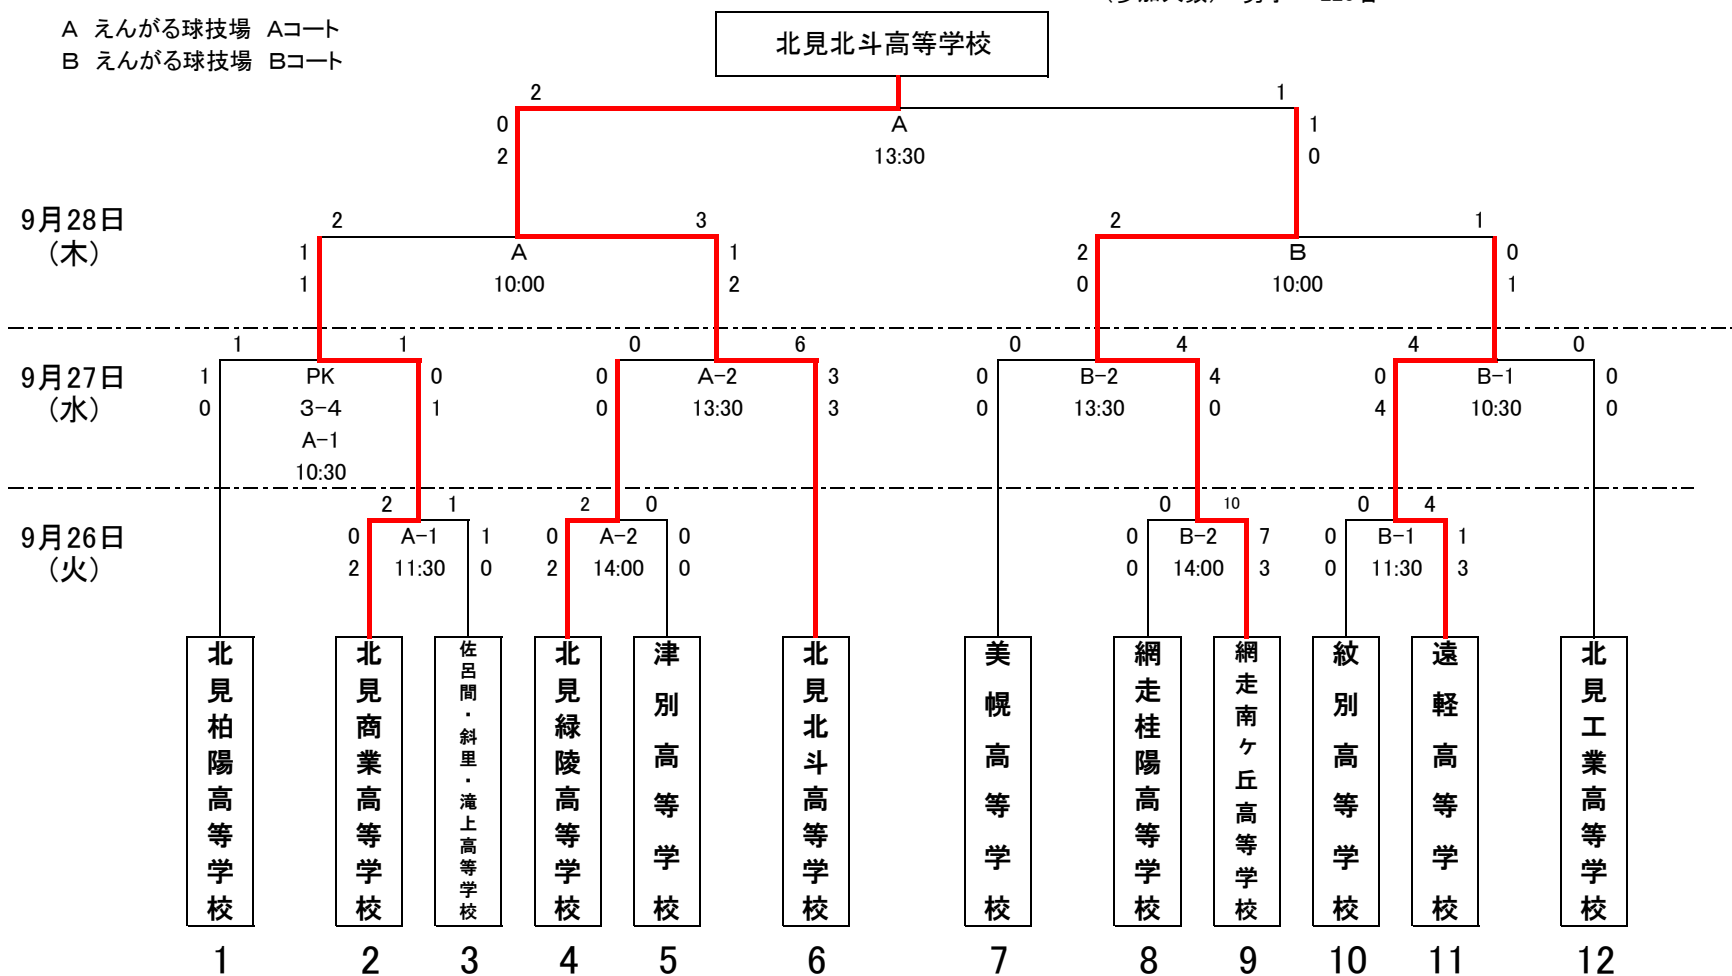 A えんがる球技場 Aコート
B えんがる球技場 Bコート
北見北斗高等学校
2 1
0 A 1
2 13:30 0
9月28日
（木）
2 3 2 1
1 A 1 2 B 0
1 10:00 2 0 10:00 1
9月27日
（水）
1 1 0 6 0 4 4 0
1 PK 0 0 A-2 3 0 B-2 4 0 B-1 0
0 3-4 1 0 13:30 3 0 13:30 0 4 10:30 0
A-1
10:30
9月26日
（火）
2 1 2 0 0 10 0 4
0 A-1 1 0 A-2 0 0 B-2 7 0 B-1 1
2 11:30 0 2 14:00 0 0 14:00 3 0 11:30 3
北見柏陽高等学校
北見商業高等学校
佐呂間・斜里・滝上高等学校
北見緑陵高等学校
津別高等学校
北見北斗高等学校
美幌高等学校
網走桂陽高等学校
網走南ヶ丘高等学校
紋別高等学校
遠軽高等学校
北見工業高等学校
1 2 3 4 5 6 7 8 9 10 11 12